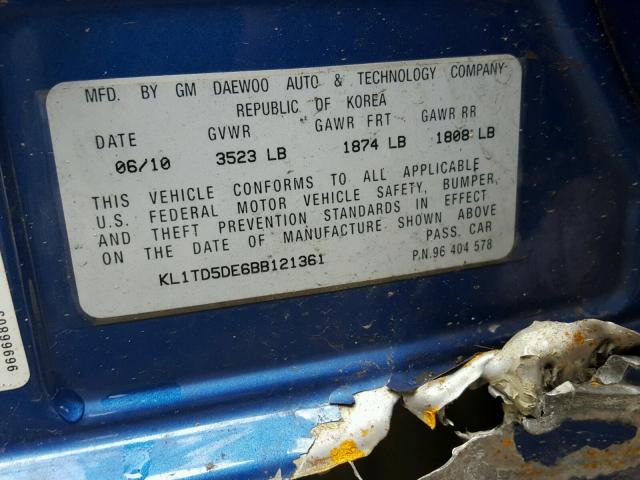 MFD. BY GM DAEWOO AUTO & TECHNOLOGY COMPANY
REPUBLIC OF KOREA
DATE GVWR GAWR FRT GAWR RR
06/10 3523 LB 1874 LB 1808 LB
THIS VEHICLE CONFORMS TO ALL APPLICABLE
U.S. FEDERAL MOTOR VEHICLE SAFETY, BUMPER,
AND THEFT PREVENTION STANDARDS IN EFFECT
ON THE DATE OF MANUFACTURE SHOWN ABOVE
PASS. CAR
KL1TD5DE6BB121361
P.N.96 404 578